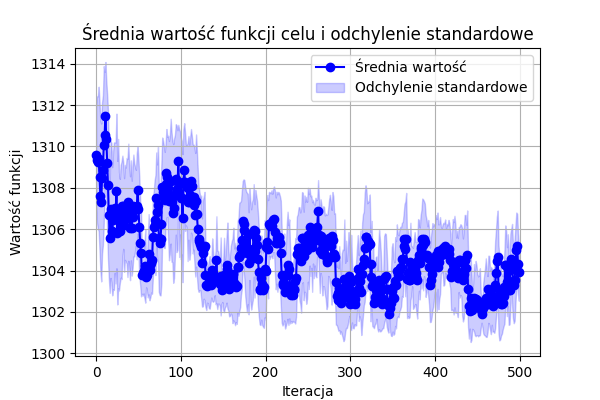 Średnia wartość funkcji celu i odchylenie standardowe
Średnia wartość
Odchylenie standardowe
Wartość funkcji
1314
1312
1310
1308
1306
1304
1302
1300
0
100
200
300
400
500
Iteracja